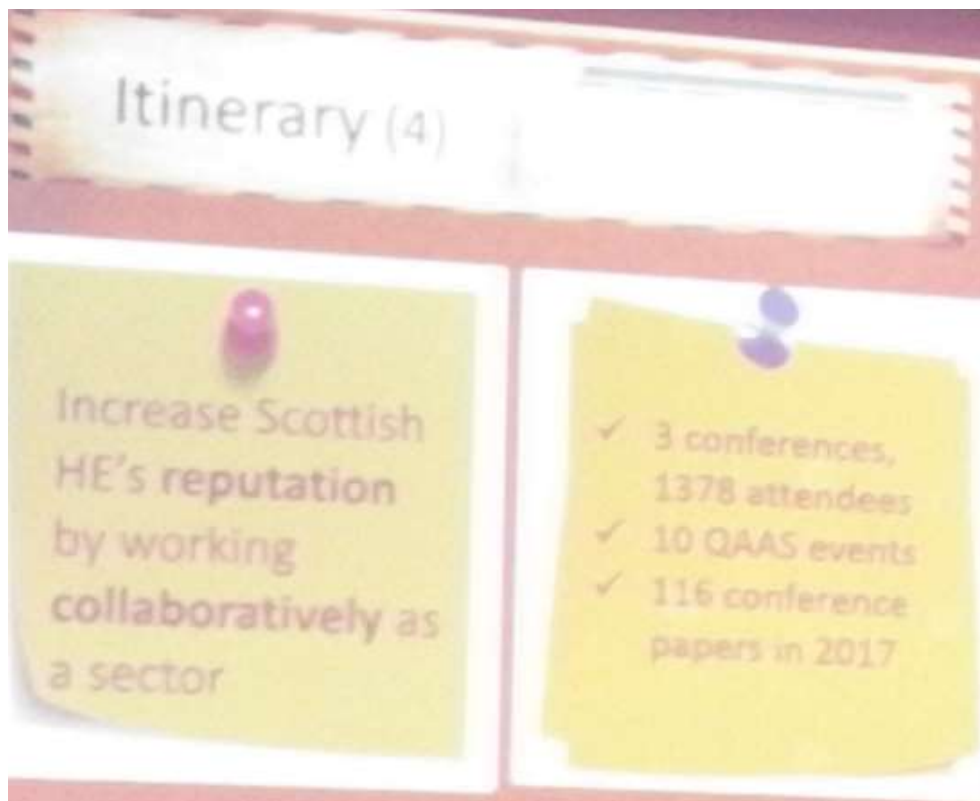 Itinerary (4)
Increase Scottish
HE's reputation
by working
collaboratively as
a sector
✓ 3 conferences,
1378 attendees
✓ 10 QAAS events
✓ 116 conference
papers in 2017